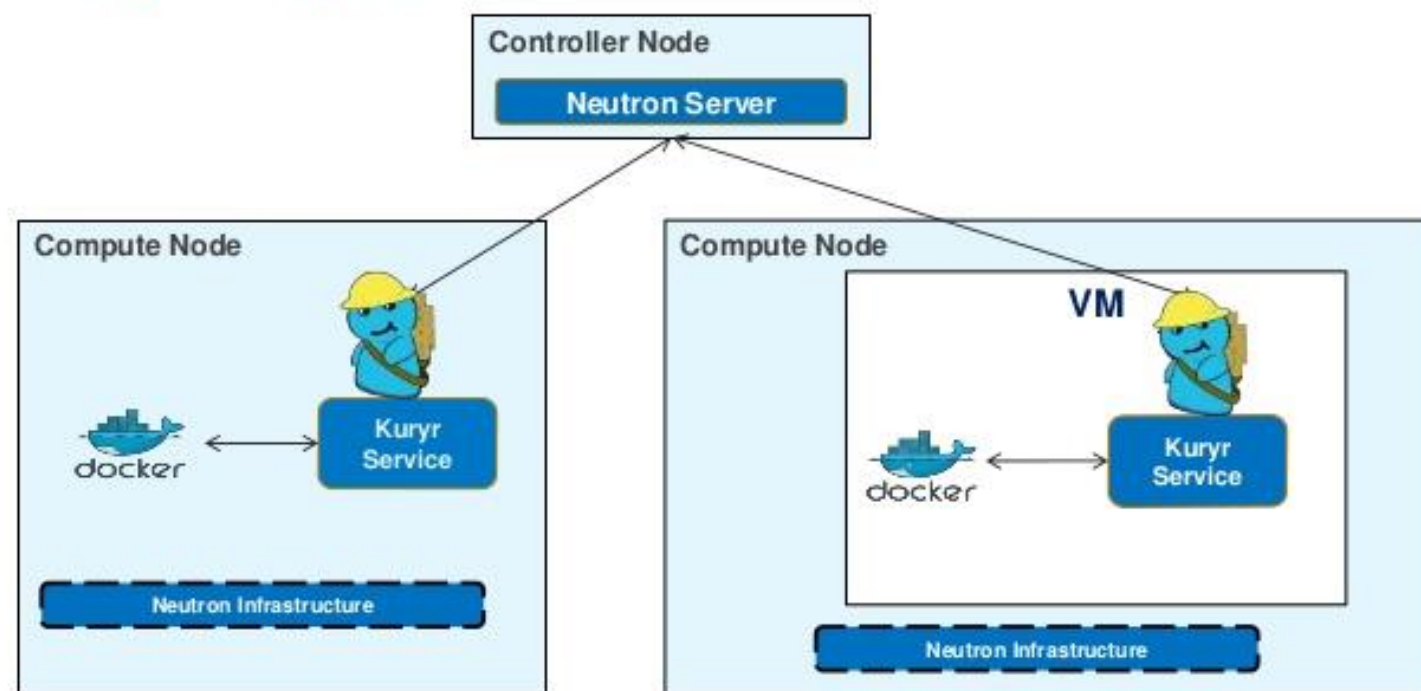 Controller Node
Neutron Server
Compute Node
Compute Node
VM
docker
Kuryr
Service
docker
Kuryr
Service
Neutron Infrastructure
Neutron Infrastructure